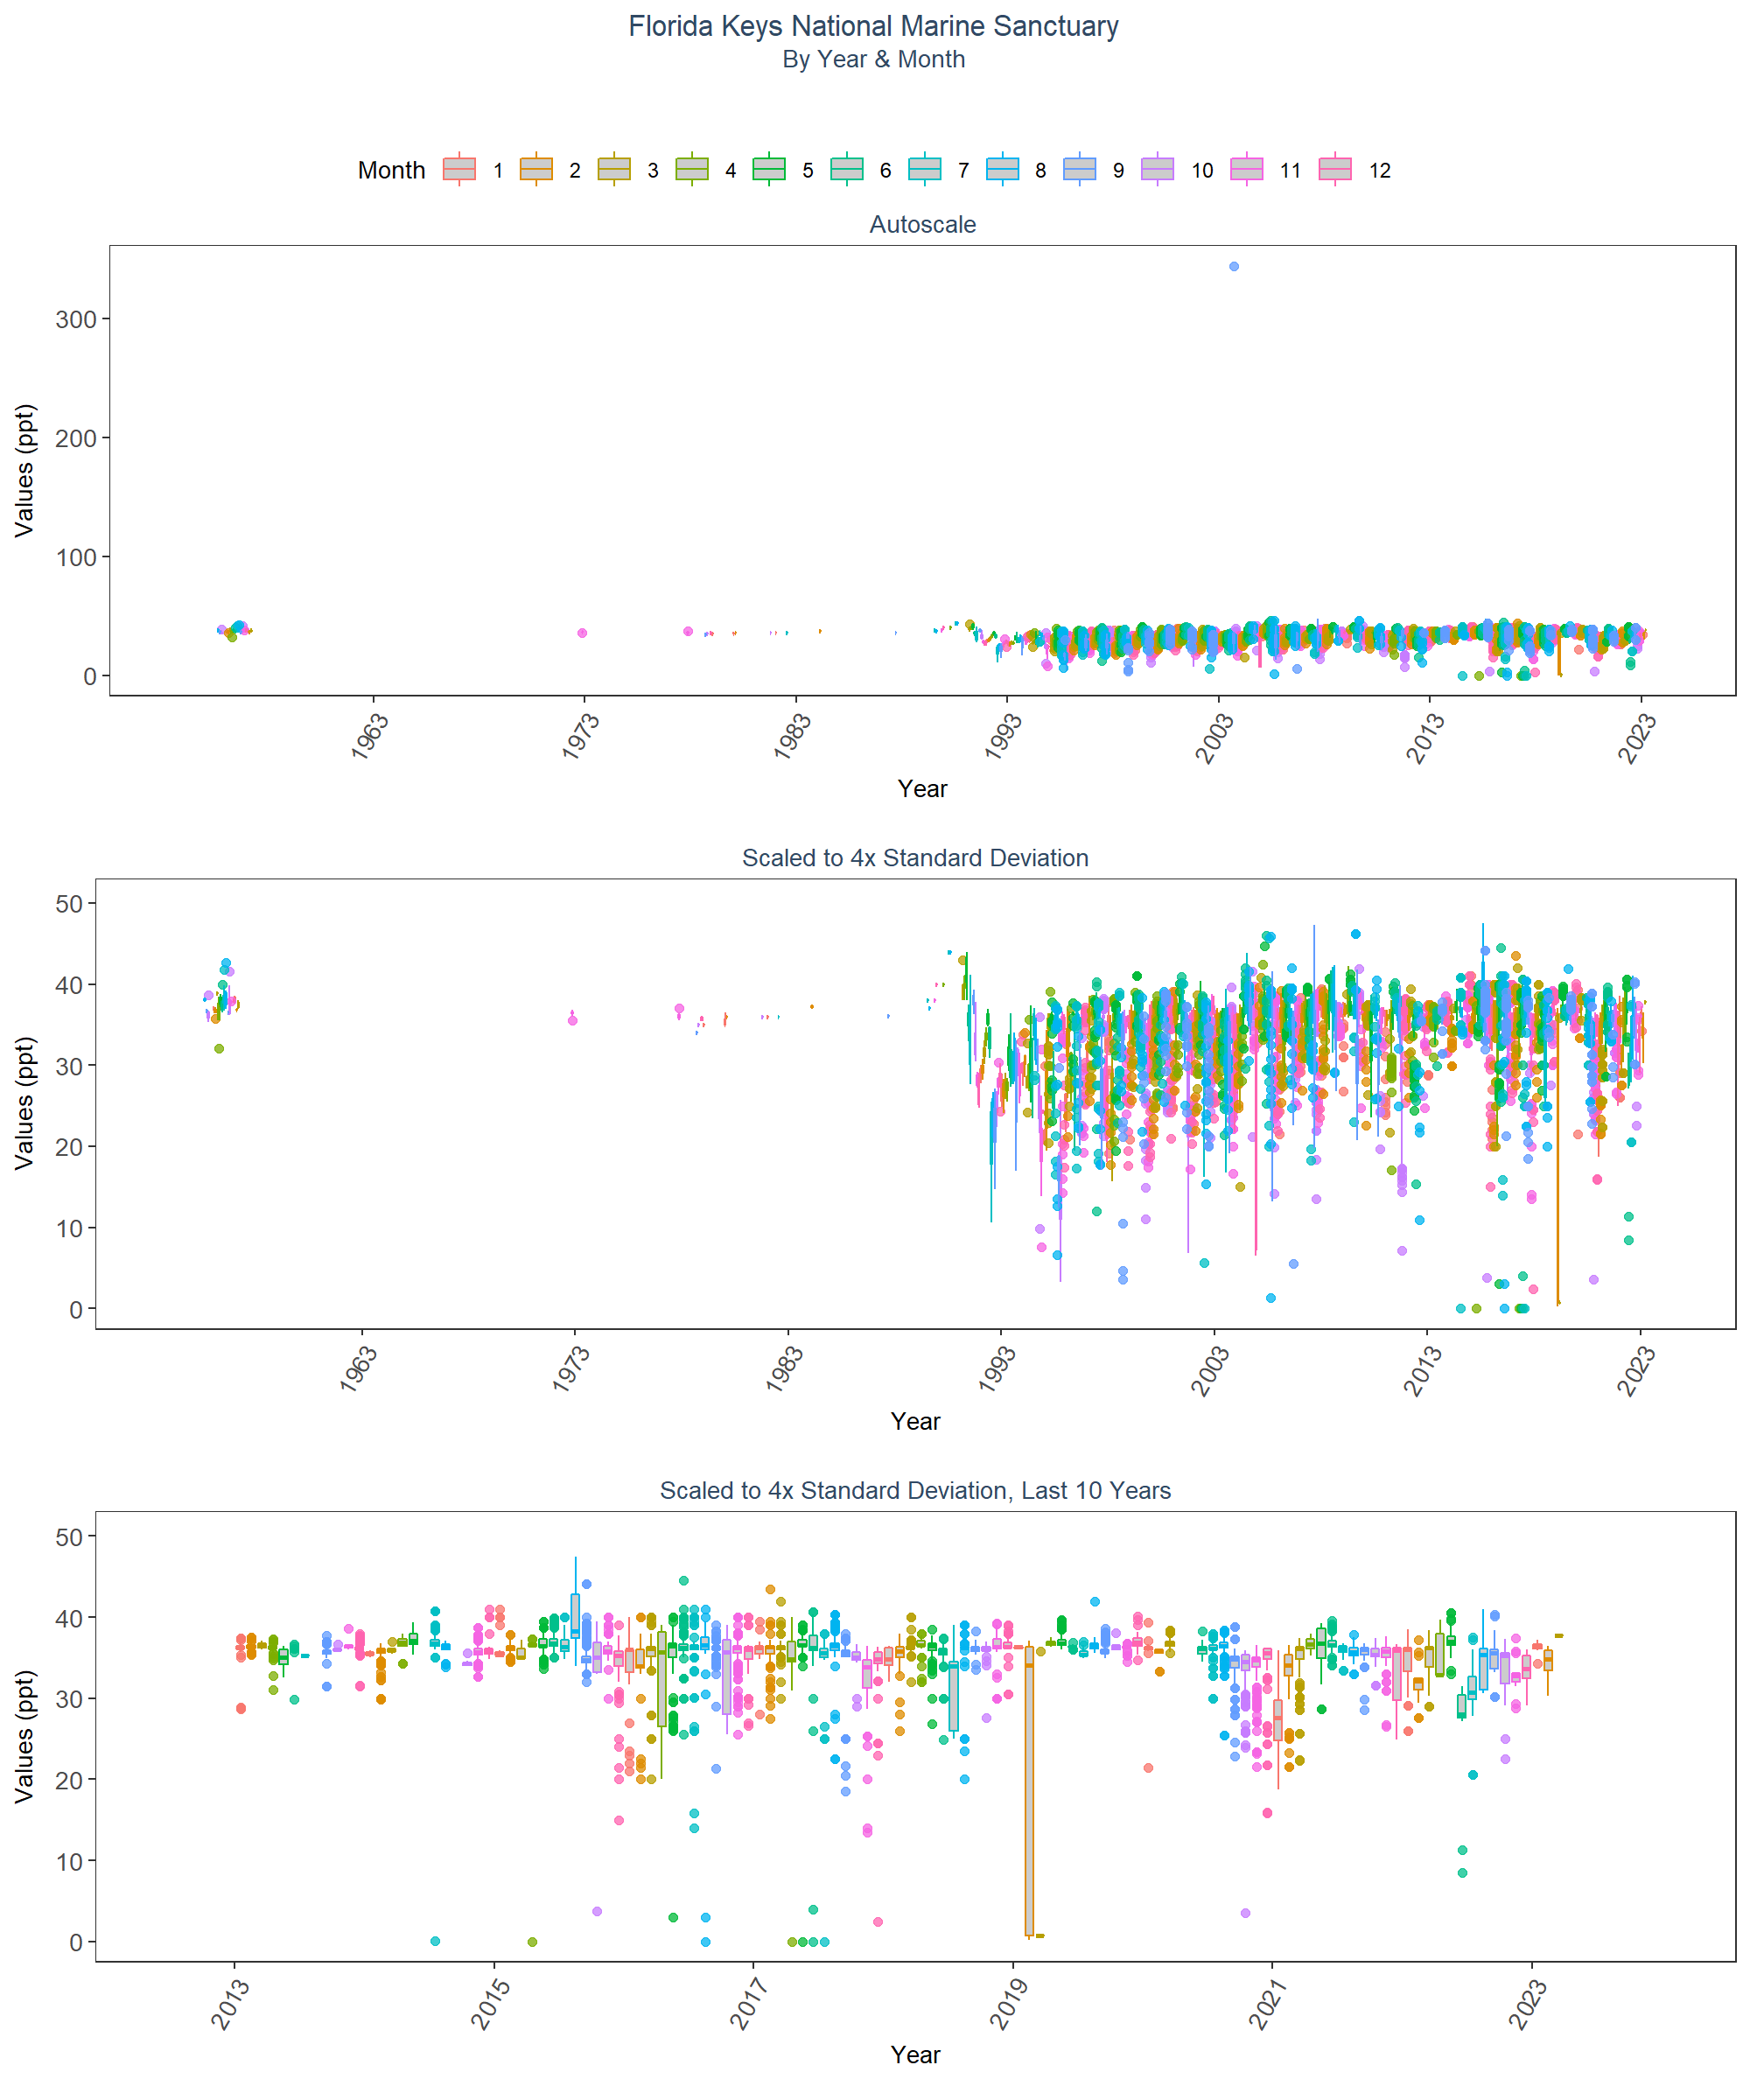 Florida Keys National Marine Sanctuary
By Year & Month
Month 1 2 3 4 5 6 7 8 9 10 11 12
Autoscale
Values (ppt)
300
200
100
0
1963 1973 1983 1993 2003 2013 2023
Year
Scaled to 4x Standard Deviation
Values (ppt)
50
40
30
20
10
0
1963 1973 1983 1993 2003 2013 2023
Year
Scaled to 4x Standard Deviation, Last 10 Years
Values (ppt)
50
40
30
20
10
0
2013 2015 2017 2019 2021 2023
Year